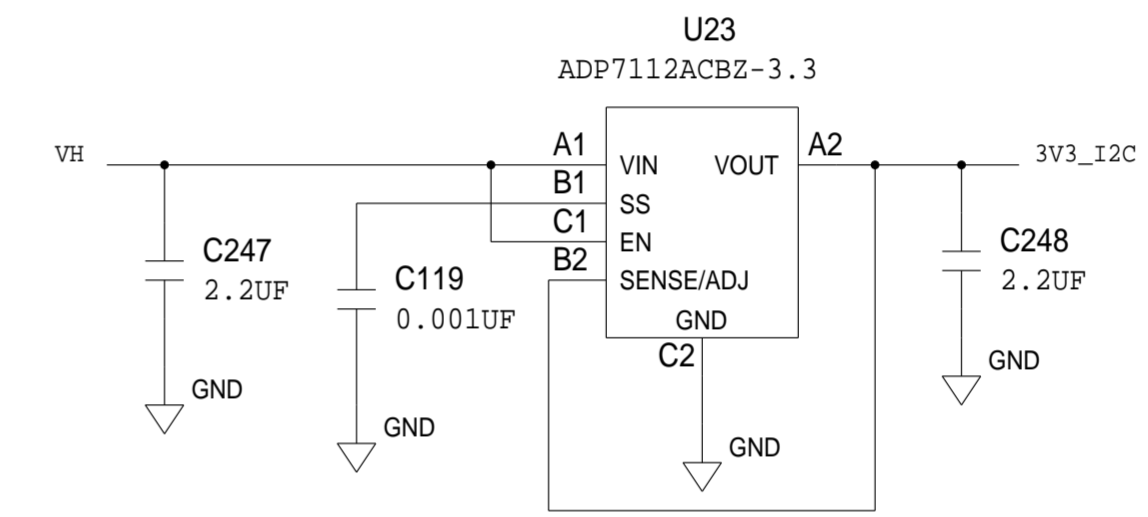 U23
ADP7112ACBZ-3.3
VH
A1
VIN
VOUT
A2
3V3_I2C
B1
SS
C1
EN
B2
SENSE/ADJ
GND
C2
C247
2.2UF
C119
0.001UF
C248
2.2UF
GND
GND
GND
GND